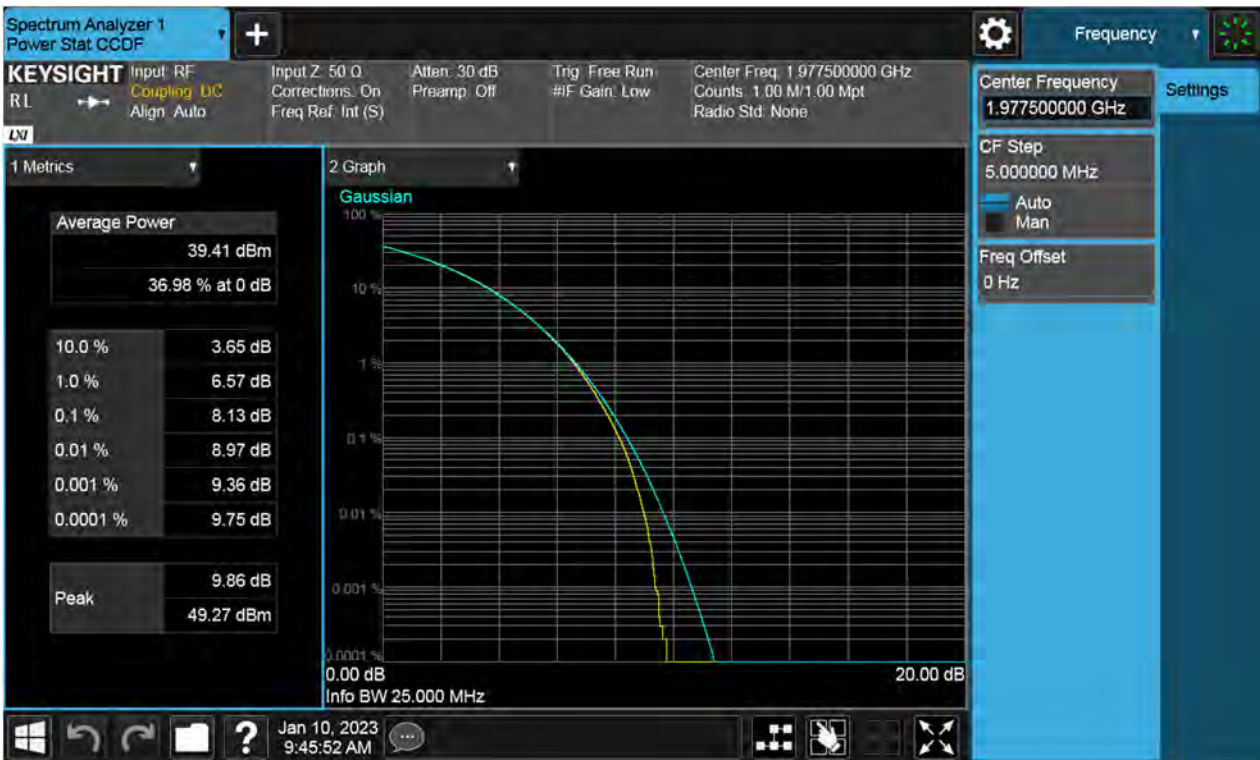 Spectrum Analyzer 1
Power Stat CCDF
+
Frequency
KEYSIGHT
RL
LXI
Input: RF
Coupling: DC
Align: Auto
Input Z: 50 Ω
Corrections: On
Freq Ref: Int (S)
Atten: 30 dB
Preamp: Off
Trig: Free Run
#IF Gain: Low
Center Freq: 1.977500000 GHz
Counts: 1.00 M/1.00 Mpt
Radio Std: None
Center Frequency
1.977500000 GHz
Settings
CF Step
5.000000 MHz
Auto
Man
Freq Offset
0 Hz
1 Metrics
Average Power
39.41 dBm
36.98 % at 0 dB
10.0 % 3.65 dB
1.0 % 6.57 dB
0.1 % 8.13 dB
0.01 % 8.97 dB
0.001 % 9.36 dB
0.0001 % 9.75 dB
Peak
9.86 dB
49.27 dBm
2 Graph
Gaussian
100 %
10 %
1 %
0.1 %
0.01 %
0.001 %
0.0001 %
0.00 dB 20.00 dB
Info BW 25.000 MHz
?
Jan 10, 2023
9:45:52 AM